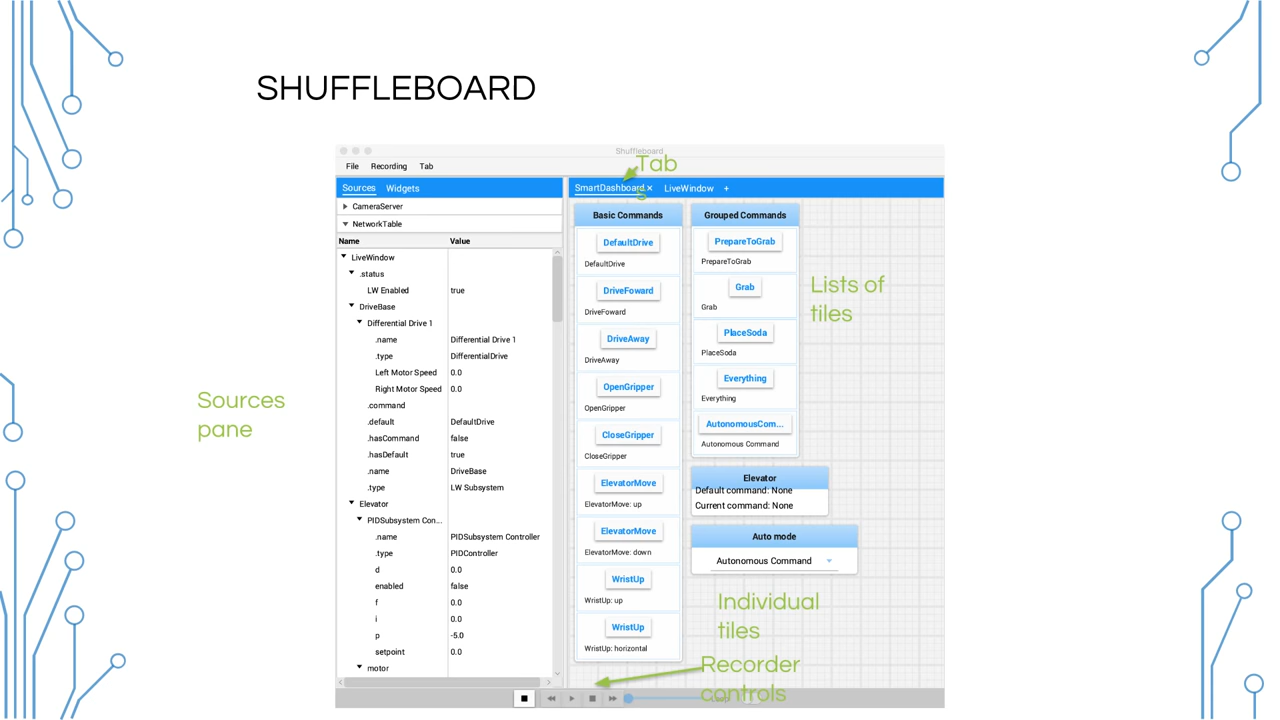 SHUFFLEBOARD
Shuffleboard
File Recording Tab
Tab
s
Sources Widgets
SmartDashboard × LiveWindow +
CameraServer
NetworkTable
Name Value
LiveWindow
.status
LW Enabled true
DriveBase
Differential Drive 1
.name Differential Drive 1
.type DifferentialDrive
Left Motor Speed 0.0
Right Motor Speed 0.0
.command
.default DefaultDrive
.hasCommand false
.hasDefault true
.name DriveBase
.type LW Subsystem
Elevator
PIDSubsystem Con...
.name PIDSubsystem Controller
.type PIDController
d 0.0
enabled false
f 0.0
i 0.0
p -5.0
setpoint 0.0
motor
Basic Commands
DefaultDrive
DefaultDrive
DriveFoward
DriveFoward
DriveAway
DriveAway
OpenGripper
OpenGripper
CloseGripper
CloseGripper
ElevatorMove
ElevatorMove: up
ElevatorMove
ElevatorMove: down
WristUp
WristUp: up
WristUp
WristUp: horizontal
Grouped Commands
PrepareToGrab
PrepareToGrab
Grab
Grab
PlaceSoda
PlaceSoda
Everything
Everything
AutonomousCom...
Autonomous Command
Elevator
Default command: None
Current command: None
Auto mode
Autonomous Command
Lists of
tiles
Sources
pane
Individual
tiles
Recorder
controls